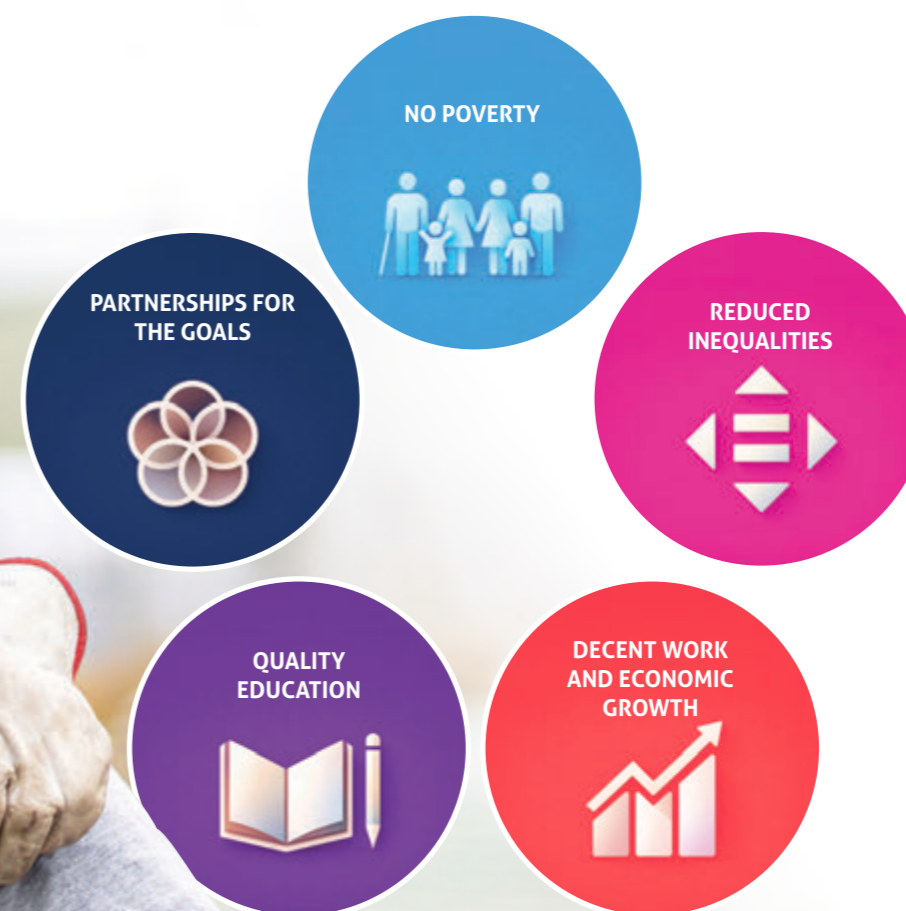 NO POVERTY
PARTNERSHIPS FOR
THE GOALS
REDUCED
INEQUALITIES
QUALITY
EDUCATION
DECENT WORK
AND ECONOMIC
GROWTH